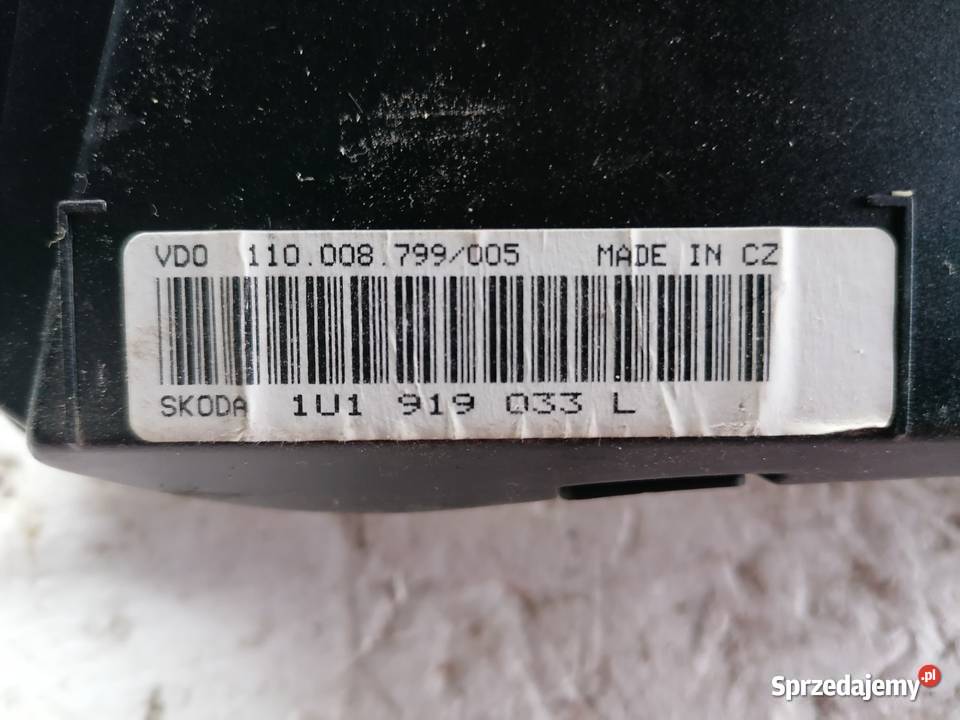 VDO 110.008.799/005 MADE IN CZ
SKODA 1U1 919 033 L
Sprzedajemy.pl